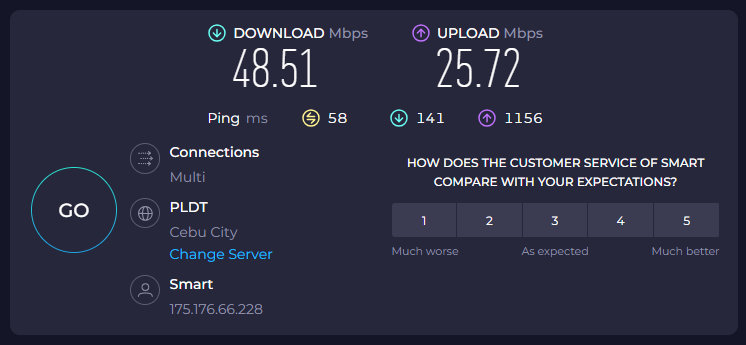 DOWNLOAD Mbps
48.51
UPLOAD Mbps
25.72
Ping ms 58 141 1156
GO
Connections
Multi
PLDT
Cebu City
Change Server
Smart
175.176.66.228
HOW DOES THE CUSTOMER SERVICE OF SMART
COMPARE WITH YOUR EXPECTATIONS?
1 2 3 4 5
Much worse As expected Much better